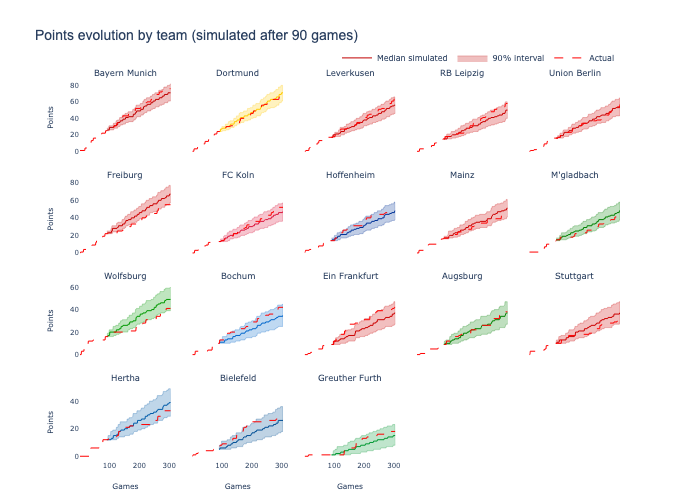 Points evolution by team (simulated after 90 games)
Median simulated 90% interval Actual
Bayern Munich Dortmund Leverkusen RB Leipzig Union Berlin
80
60
40
20
0
Points
Freiburg FC Koln Hoffenheim Mainz M'gladbach
80
60
40
20
0
Points
Wolfsburg Bochum Ein Frankfurt Augsburg Stuttgart
60
40
20
0
Points
Hertha Bielefeld Greuther Furth
40
20
0
Points
100 200 300 100 200 300 100 200 300
Games Games Games